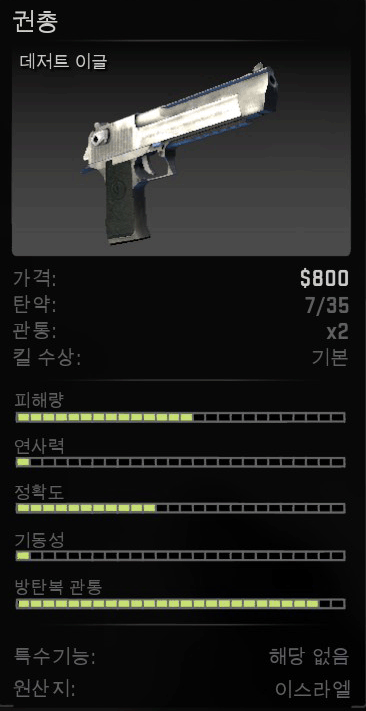 권총
데저트 이글
가격: $800
탄약: 7/35
관통: x2
킬 수상: 기본
피해량
연사력
정확도
기동성
방탄복 관통
특수기능: 해당 없음
원산지: 이스라엘